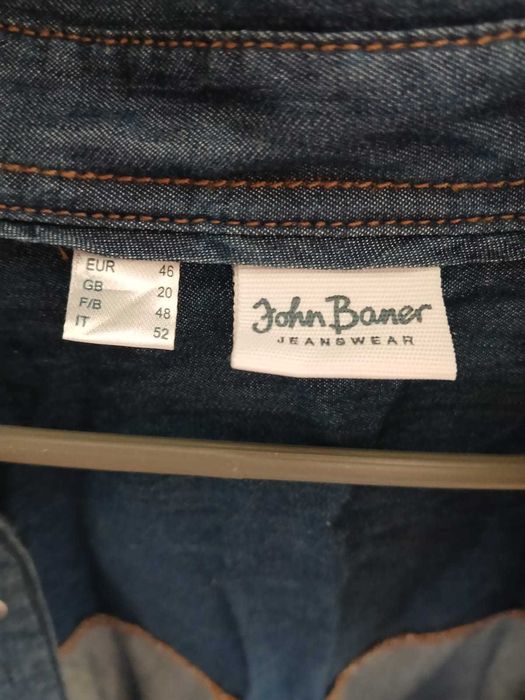 EUR 46
GB 20
F/B 48
IT 52
John Baner
JEANSWEAR